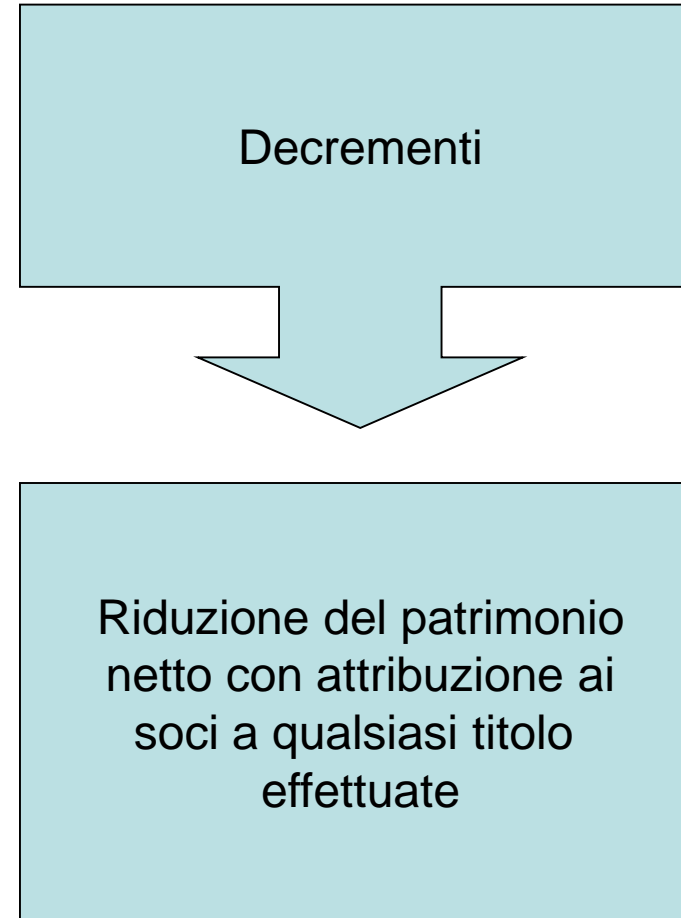 Decrementi
Riduzione del patrimonio
netto con attribuzione ai
soci a qualsiasi titolo
effettuate